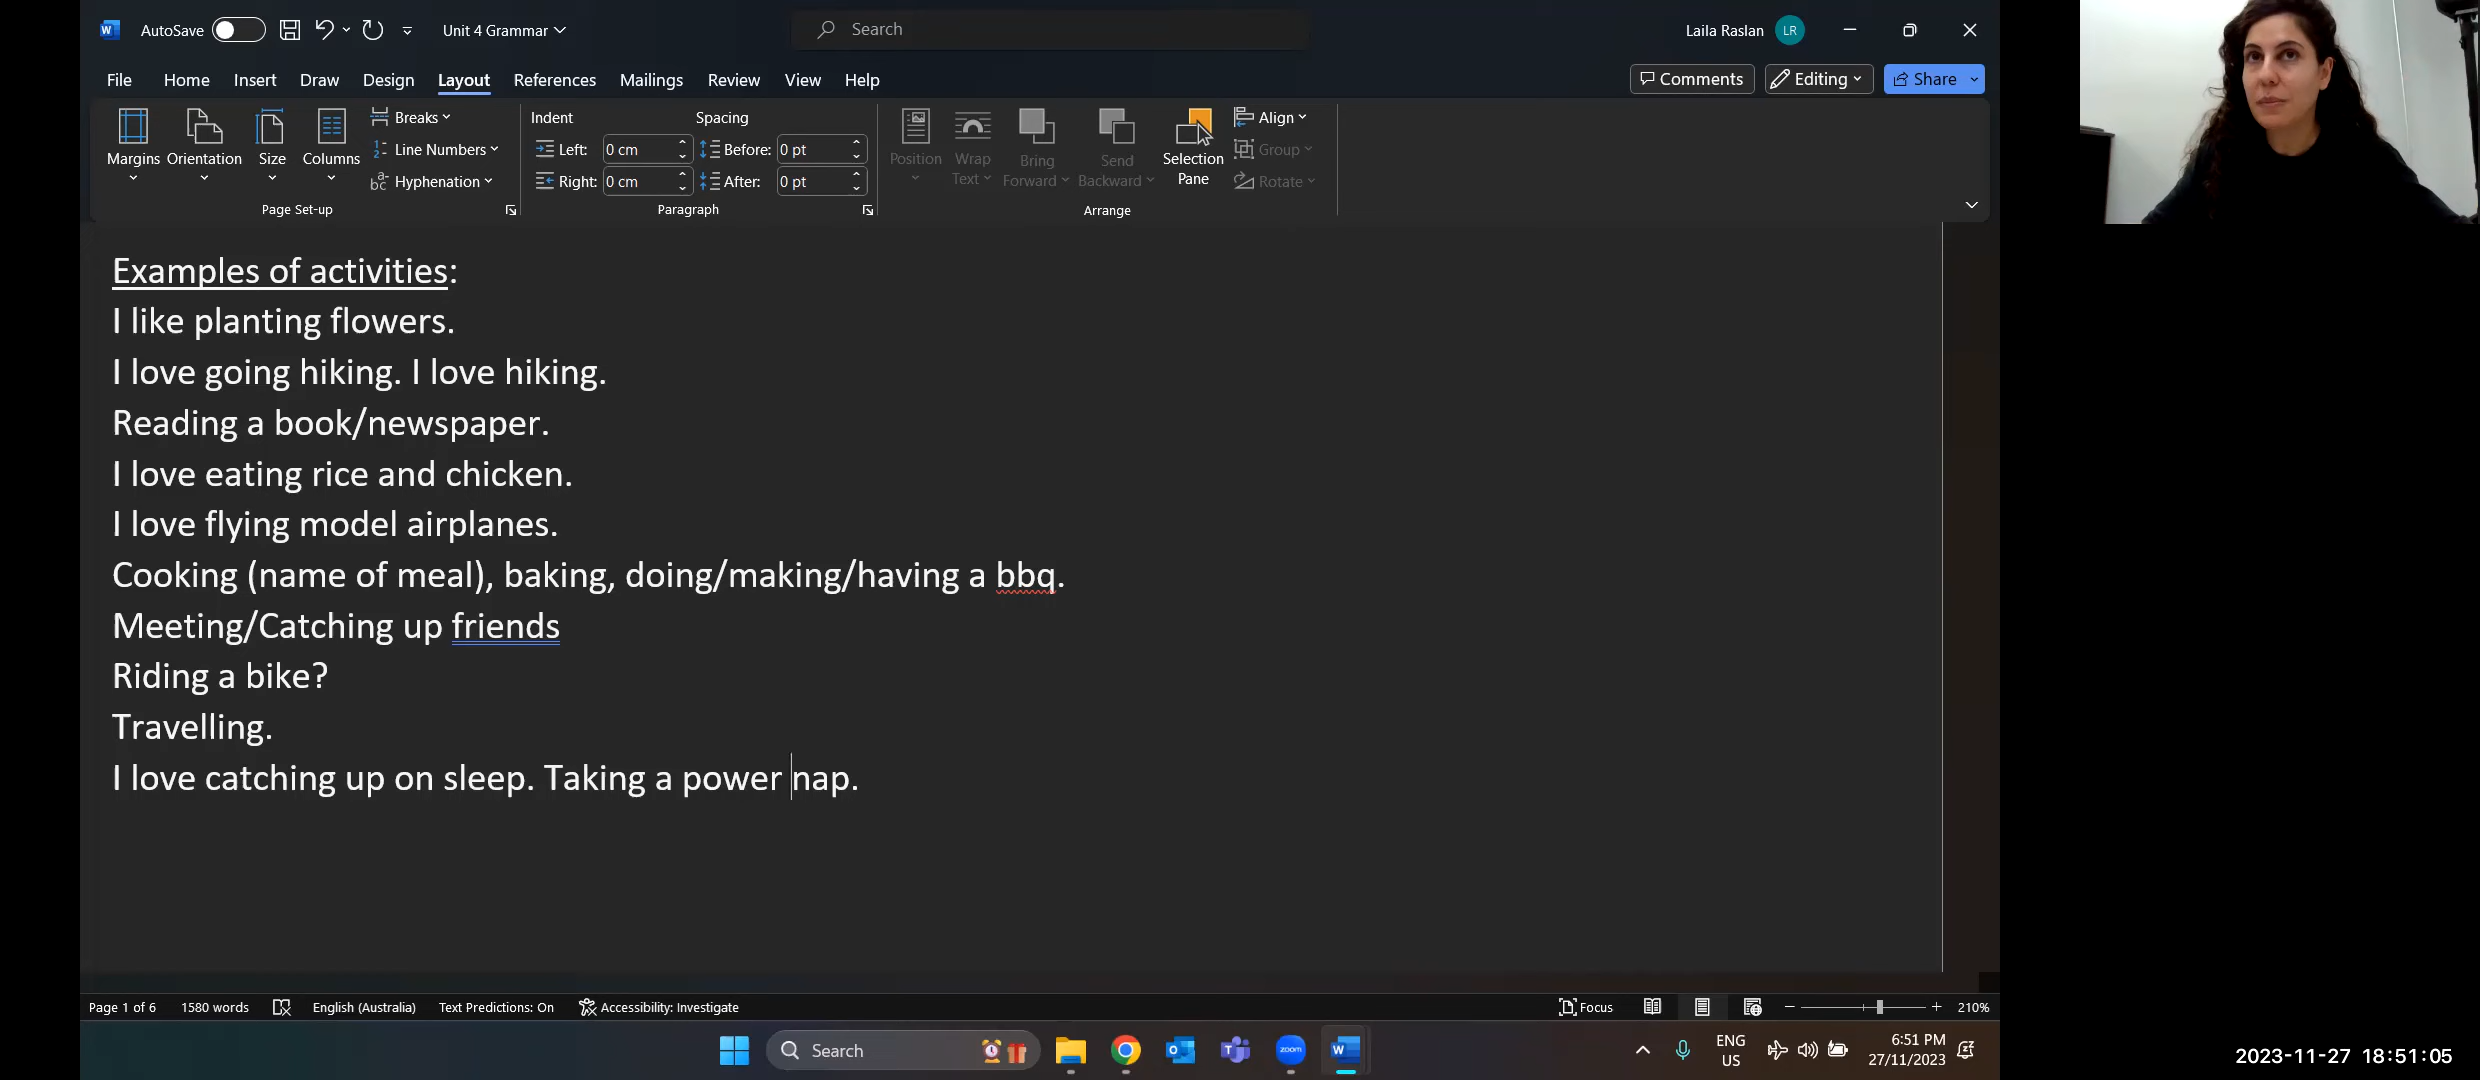 AutoSave
Unit 4 Grammar
Search
Laila Raslan LR
File Home Insert Draw Design Layout References Mailings Review View Help
Comments Editing Share
Margins Orientation Size Columns
Breaks
Line Numbers
Hyphenation
Page Set-up
Indent Spacing
Left: 0 cm Before: 0 pt
Right: 0 cm After: 0 pt
Paragraph
Position
Wrap Text
Bring Forward
Send Backward
Selection Pane
Align
Group
Rotate
Arrange
Examples of activities:
I like planting flowers.
I love going hiking. I love hiking.
Reading a book/newspaper.
I love eating rice and chicken.
I love flying model airplanes.
Cooking (name of meal), baking, doing/making/having a bbq.
Meeting/Catching up friends
Riding a bike?
Travelling.
I love catching up on sleep. Taking a power nap.
Page 1 of 6 1580 words English (Australia) Text Predictions: On Accessibility: Investigate Focus 210%
Search
zoom
ENG US
6:51 PM
27/11/2023
2023-11-27 18:51:05